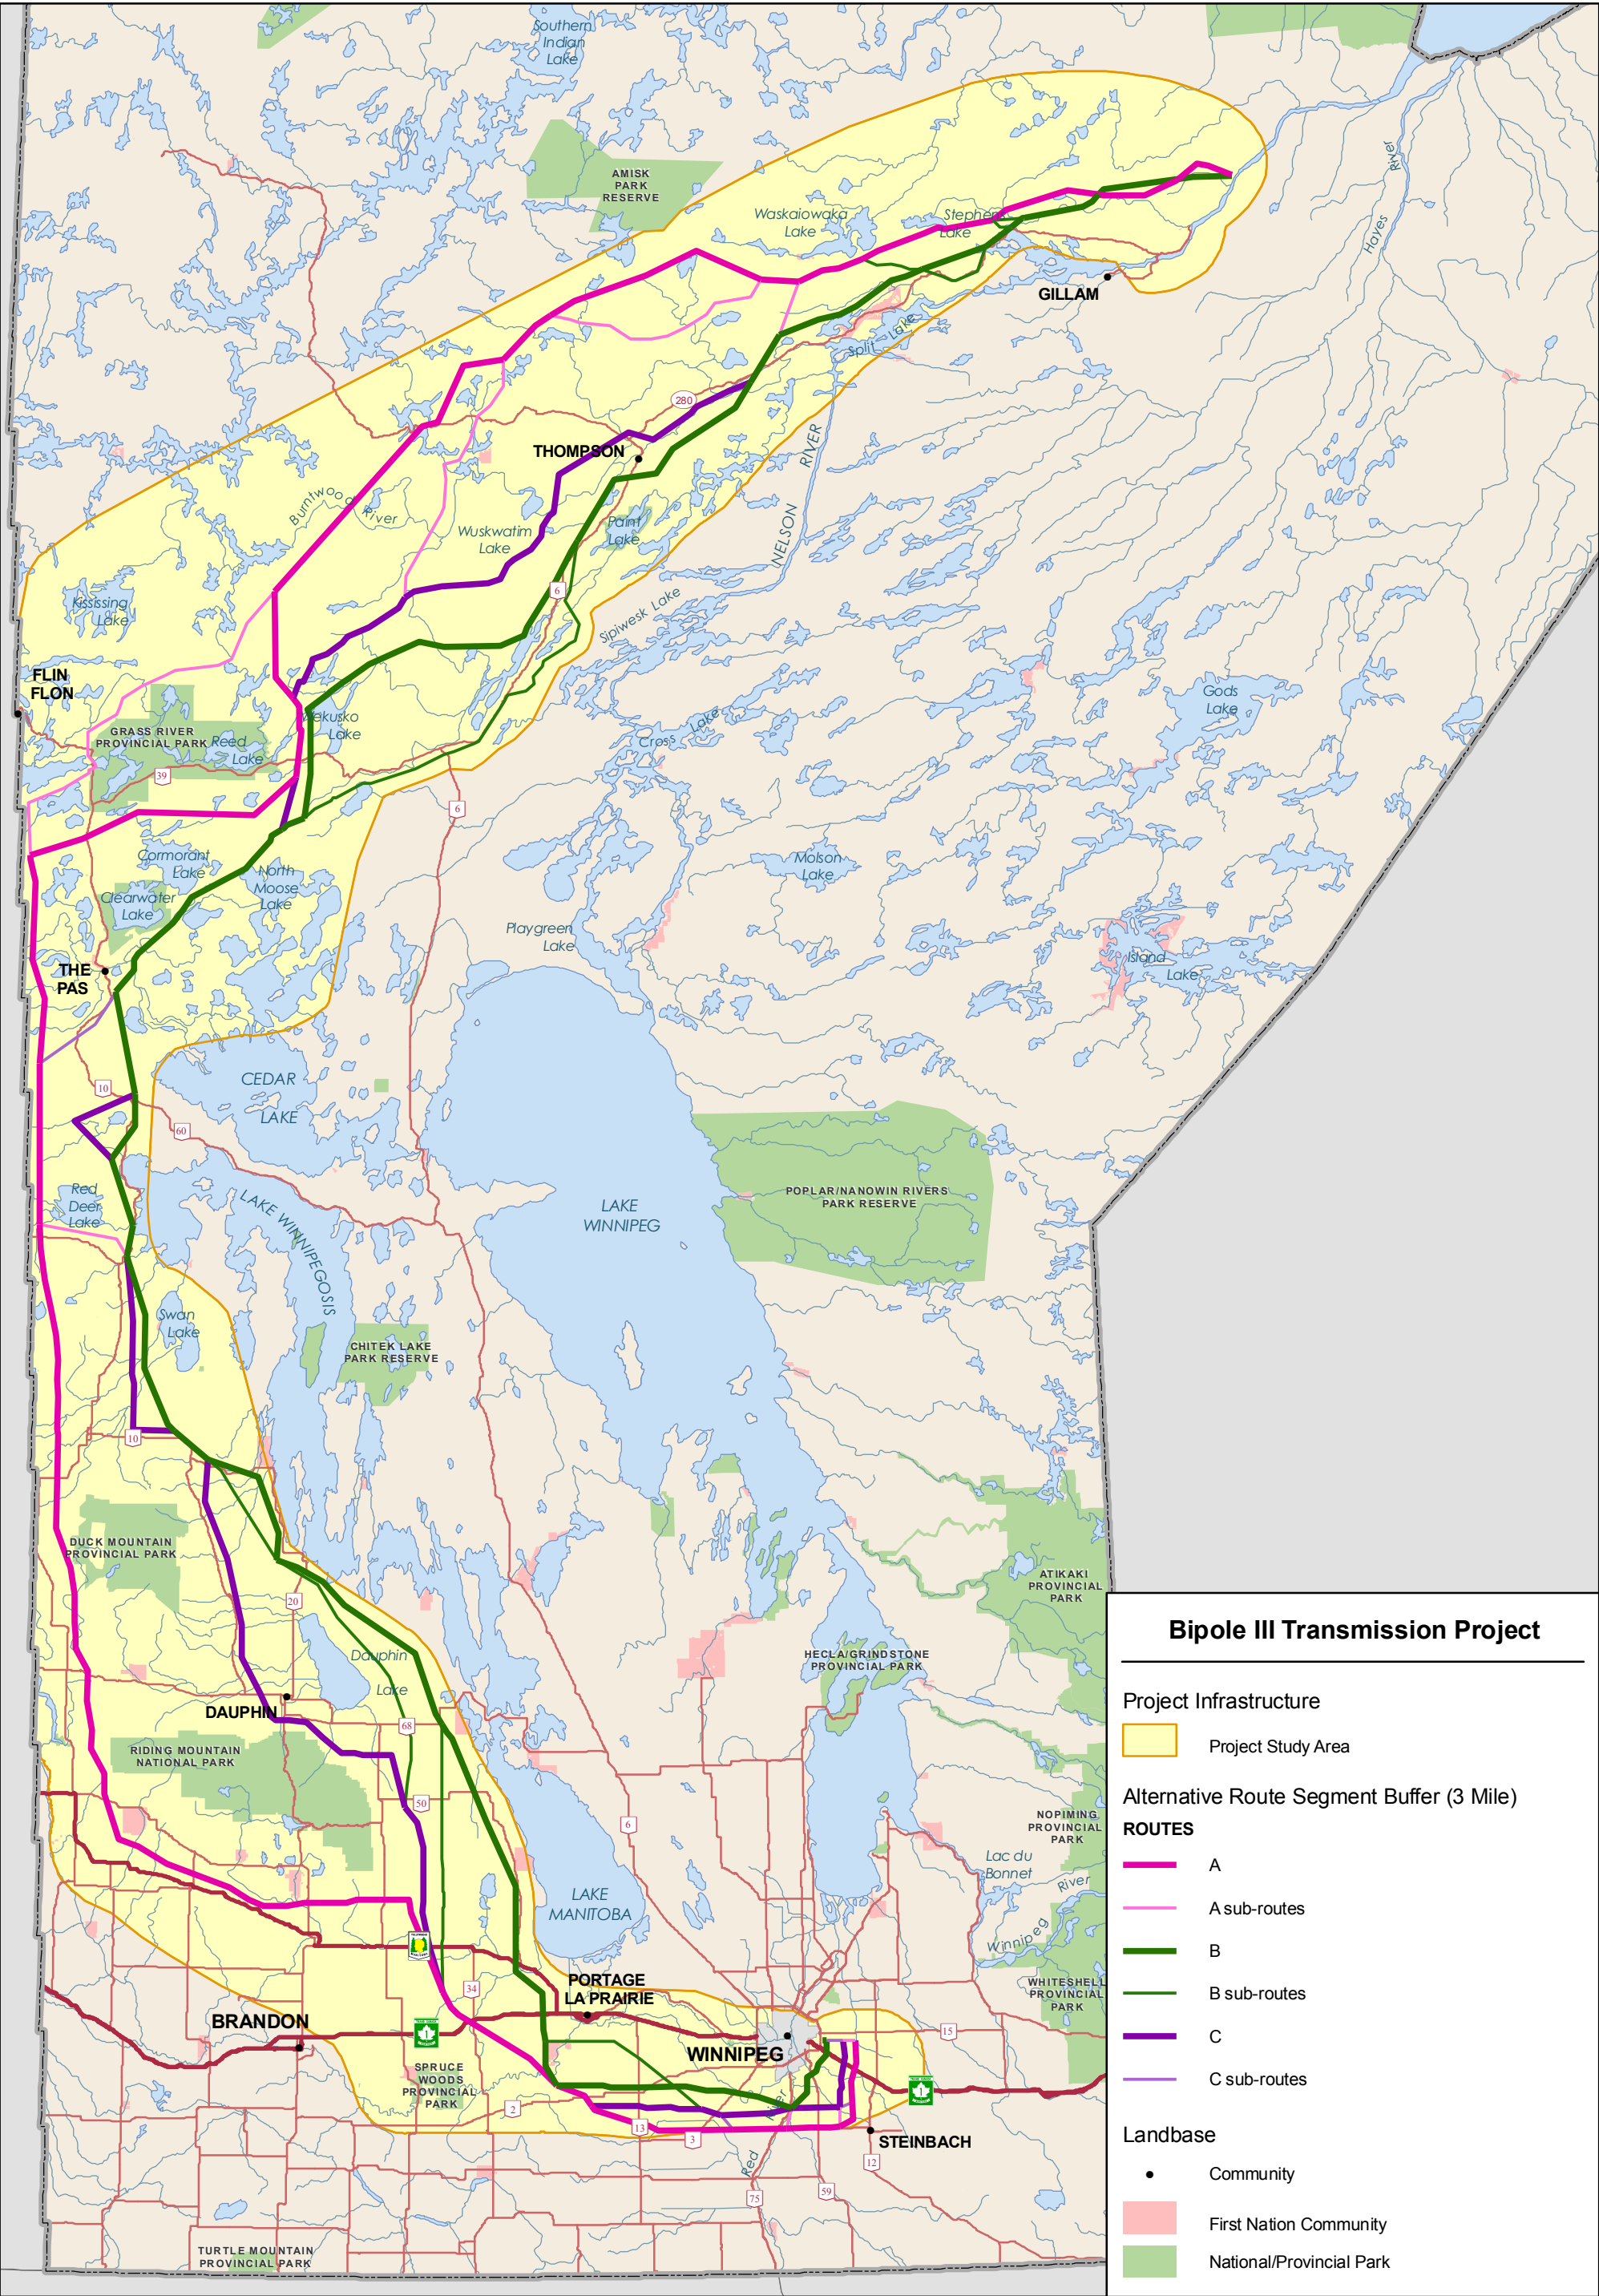 Southern
Indian
Lake
AMISK
PARK
RESERVE
Waskaiowaka
Lake
Stephens
Lake
River
Hayes
GILLAM
Split Lake
280
THOMPSON
RIVER
NELSON
Burntwood
River
Wuskwatim
Lake
Paint
Lake
6
Sipiwesk Lake
Kississing
Lake
FLIN
FLON
GRASS RIVER
PROVINCIAL PARK
Reed
Lake
Wekusko
Lake
Cross Lake
Gods
Lake
39
6
Cormorant
Lake
North
Moose
Lake
Clearwater
Lake
Molson
Lake
Playgreen
Lake
Island
Lake
THE
PAS
CEDAR
LAKE
10
60
Red
Deer
Lake
LAKE WINNIPEGOSIS
LAKE
WINNIPEG
POPLAR/NANOWIN RIVERS
PARK RESERVE
Swan
Lake
CHITEK LAKE
PARK RESERVE
10
DUCK MOUNTAIN
PROVINCIAL PARK
20
ATIKAKI
PROVINCIAL
PARK
Dauphin
Lake
HECLA/GRINDSTONE
PROVINCIAL PARK
DAUPHIN
68
RIDING MOUNTAIN
NATIONAL PARK
50
6
NOPIMING
PROVINCIAL
PARK
Lac du
Bonnet
River
Winnipeg
LAKE
MANITOBA
WHITESHELL
PROVINCIAL
PARK
34
PORTAGE
LA PRAIRIE
BRANDON
1
15
WINNIPEG
SPRUCE
WOODS
PROVINCIAL
PARK
1
2
13
3
River
Red
STEINBACH
12
75
59
TURTLE MOUNTAIN
PROVINCIAL PARK
Bipole III Transmission Project
Project Infrastructure
Project Study Area
Alternative Route Segment Buffer (3 Mile)
ROUTES
A
A sub-routes
B
B sub-routes
C
C sub-routes
Landbase
Community
First Nation Community
National/Provincial Park